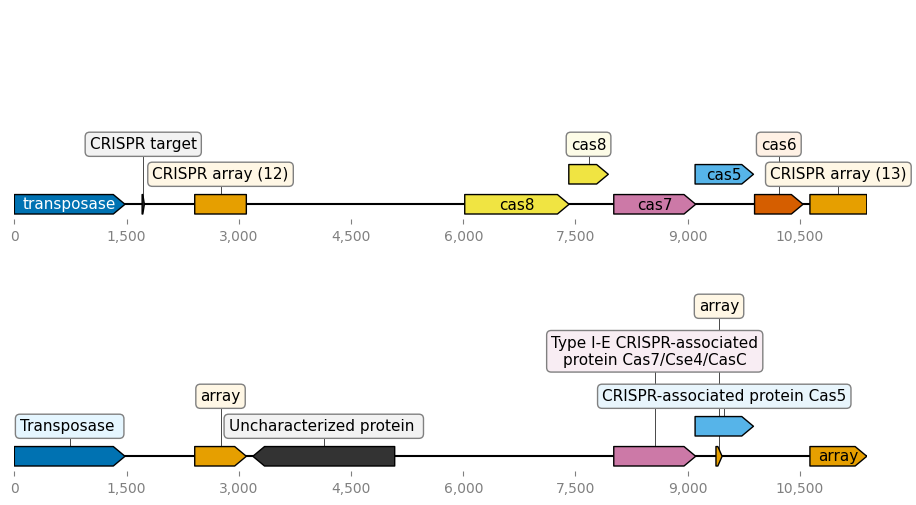 CRISPR target
cas8
cas6
CRISPR array (12)
cas5
CRISPR array (13)
transposase
cas8
cas7
0
1,500
3,000
4,500
6,000
7,500
9,000
10,500
array
Type I-E CRISPR-associated
protein Cas7/Cse4/CasC
array
CRISPR-associated protein Cas5
Transposase
Uncharacterized protein
array
0
1,500
3,000
4,500
6,000
7,500
9,000
10,500